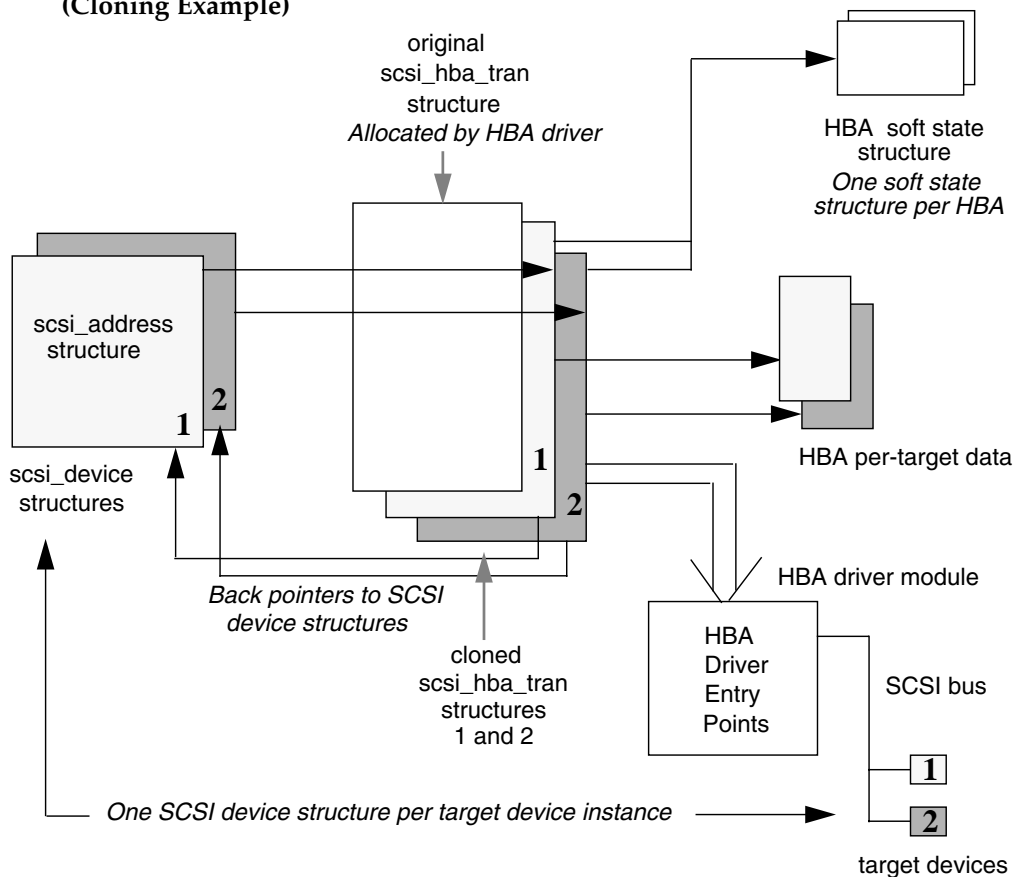 (Cloning Example)
original
scsi_hba_tran
structure
Allocated by HBA driver
HBA soft state
structure
One soft state
structure per HBA
scsi_address
structure
1
2
scsi_device
structures
1
2
HBA per-target data
Back pointers to SCSI
device structures
cloned
scsi_hba_tran
structures
1 and 2
HBA driver module
HBA
Driver
Entry
Points
SCSI bus
1
2
One SCSI device structure per target device instance
target devices